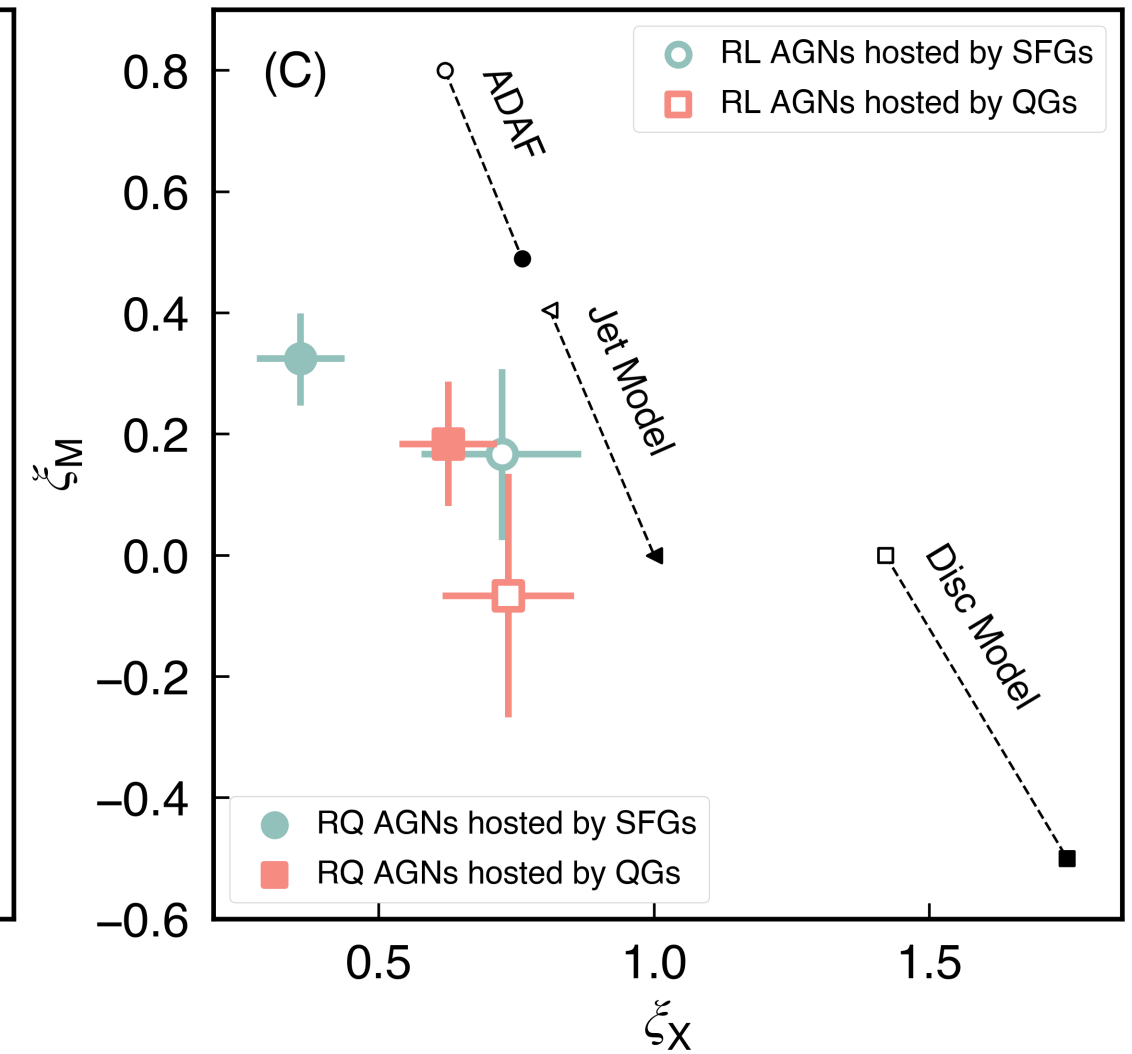 (C)
RL AGNs hosted by SFGs
RL AGNs hosted by QGs
ADAF
Jet Model
Disc Model
RQ AGNs hosted by SFGs
RQ AGNs hosted by QGs
0.8
0.6
0.4
0.2
0.0
−0.2
−0.4
−0.6
ξM
0.5 1.0 1.5
ξX